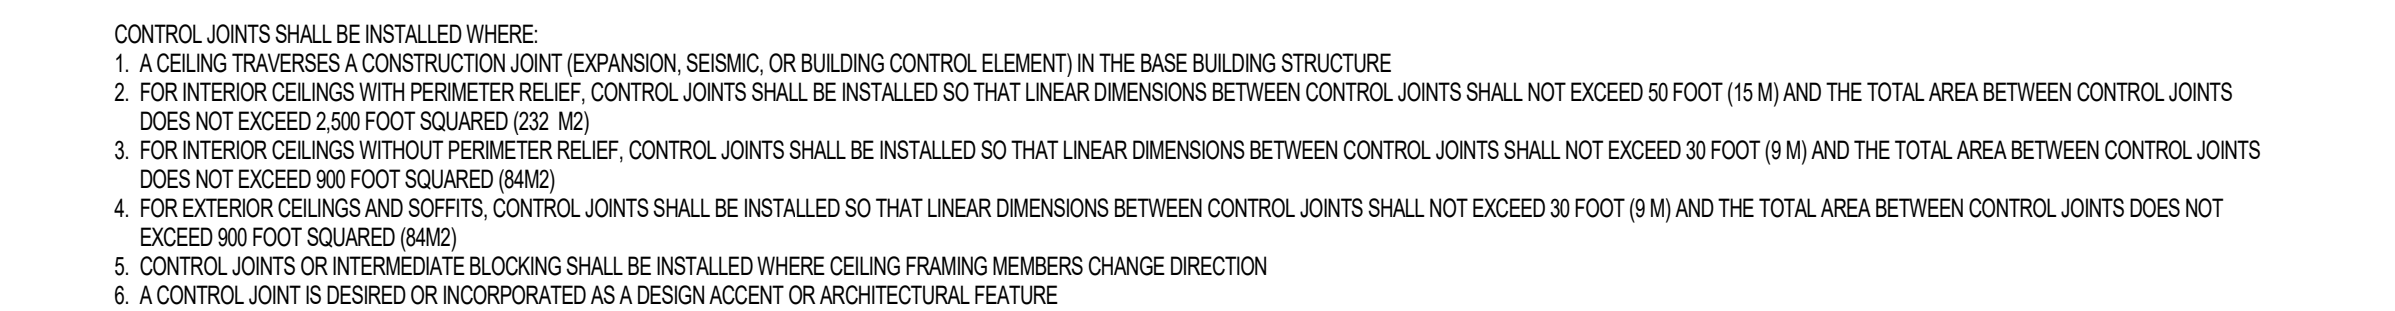 CONTROL JOINTS SHALL BE INSTALLED WHERE:
1. A CEILING TRAVERSES A CONSTRUCTION JOINT (EXPANSION, SEISMIC, OR BUILDING CONTROL ELEMENT) IN THE BASE BUILDING STRUCTURE
2. FOR INTERIOR CEILINGS WITH PERIMETER RELIEF, CONTROL JOINTS SHALL BE INSTALLED SO THAT LINEAR DIMENSIONS BETWEEN CONTROL JOINTS SHALL NOT EXCEED 50 FOOT (15 M) AND THE TOTAL AREA BETWEEN CONTROL JOINTS
DOES NOT EXCEED 2,500 FOOT SQUARED (232 M2)
3. FOR INTERIOR CEILINGS WITHOUT PERIMETER RELIEF, CONTROL JOINTS SHALL BE INSTALLED SO THAT LINEAR DIMENSIONS BETWEEN CONTROL JOINTS SHALL NOT EXCEED 30 FOOT (9 M) AND THE TOTAL AREA BETWEEN CONTROL JOINTS
DOES NOT EXCEED 900 FOOT SQUARED (84M2)
4. FOR EXTERIOR CEILINGS AND SOFFITS, CONTROL JOINTS SHALL BE INSTALLED SO THAT LINEAR DIMENSIONS BETWEEN CONTROL JOINTS SHALL NOT EXCEED 30 FOOT (9 M) AND THE TOTAL AREA BETWEEN CONTROL JOINTS DOES NOT
EXCEED 900 FOOT SQUARED (84M2)
5. CONTROL JOINTS OR INTERMEDIATE BLOCKING SHALL BE INSTALLED WHERE CEILING FRAMING MEMBERS CHANGE DIRECTION
6. A CONTROL JOINT IS DESIRED OR INCORPORATED AS A DESIGN ACCENT OR ARCHITECTURAL FEATURE